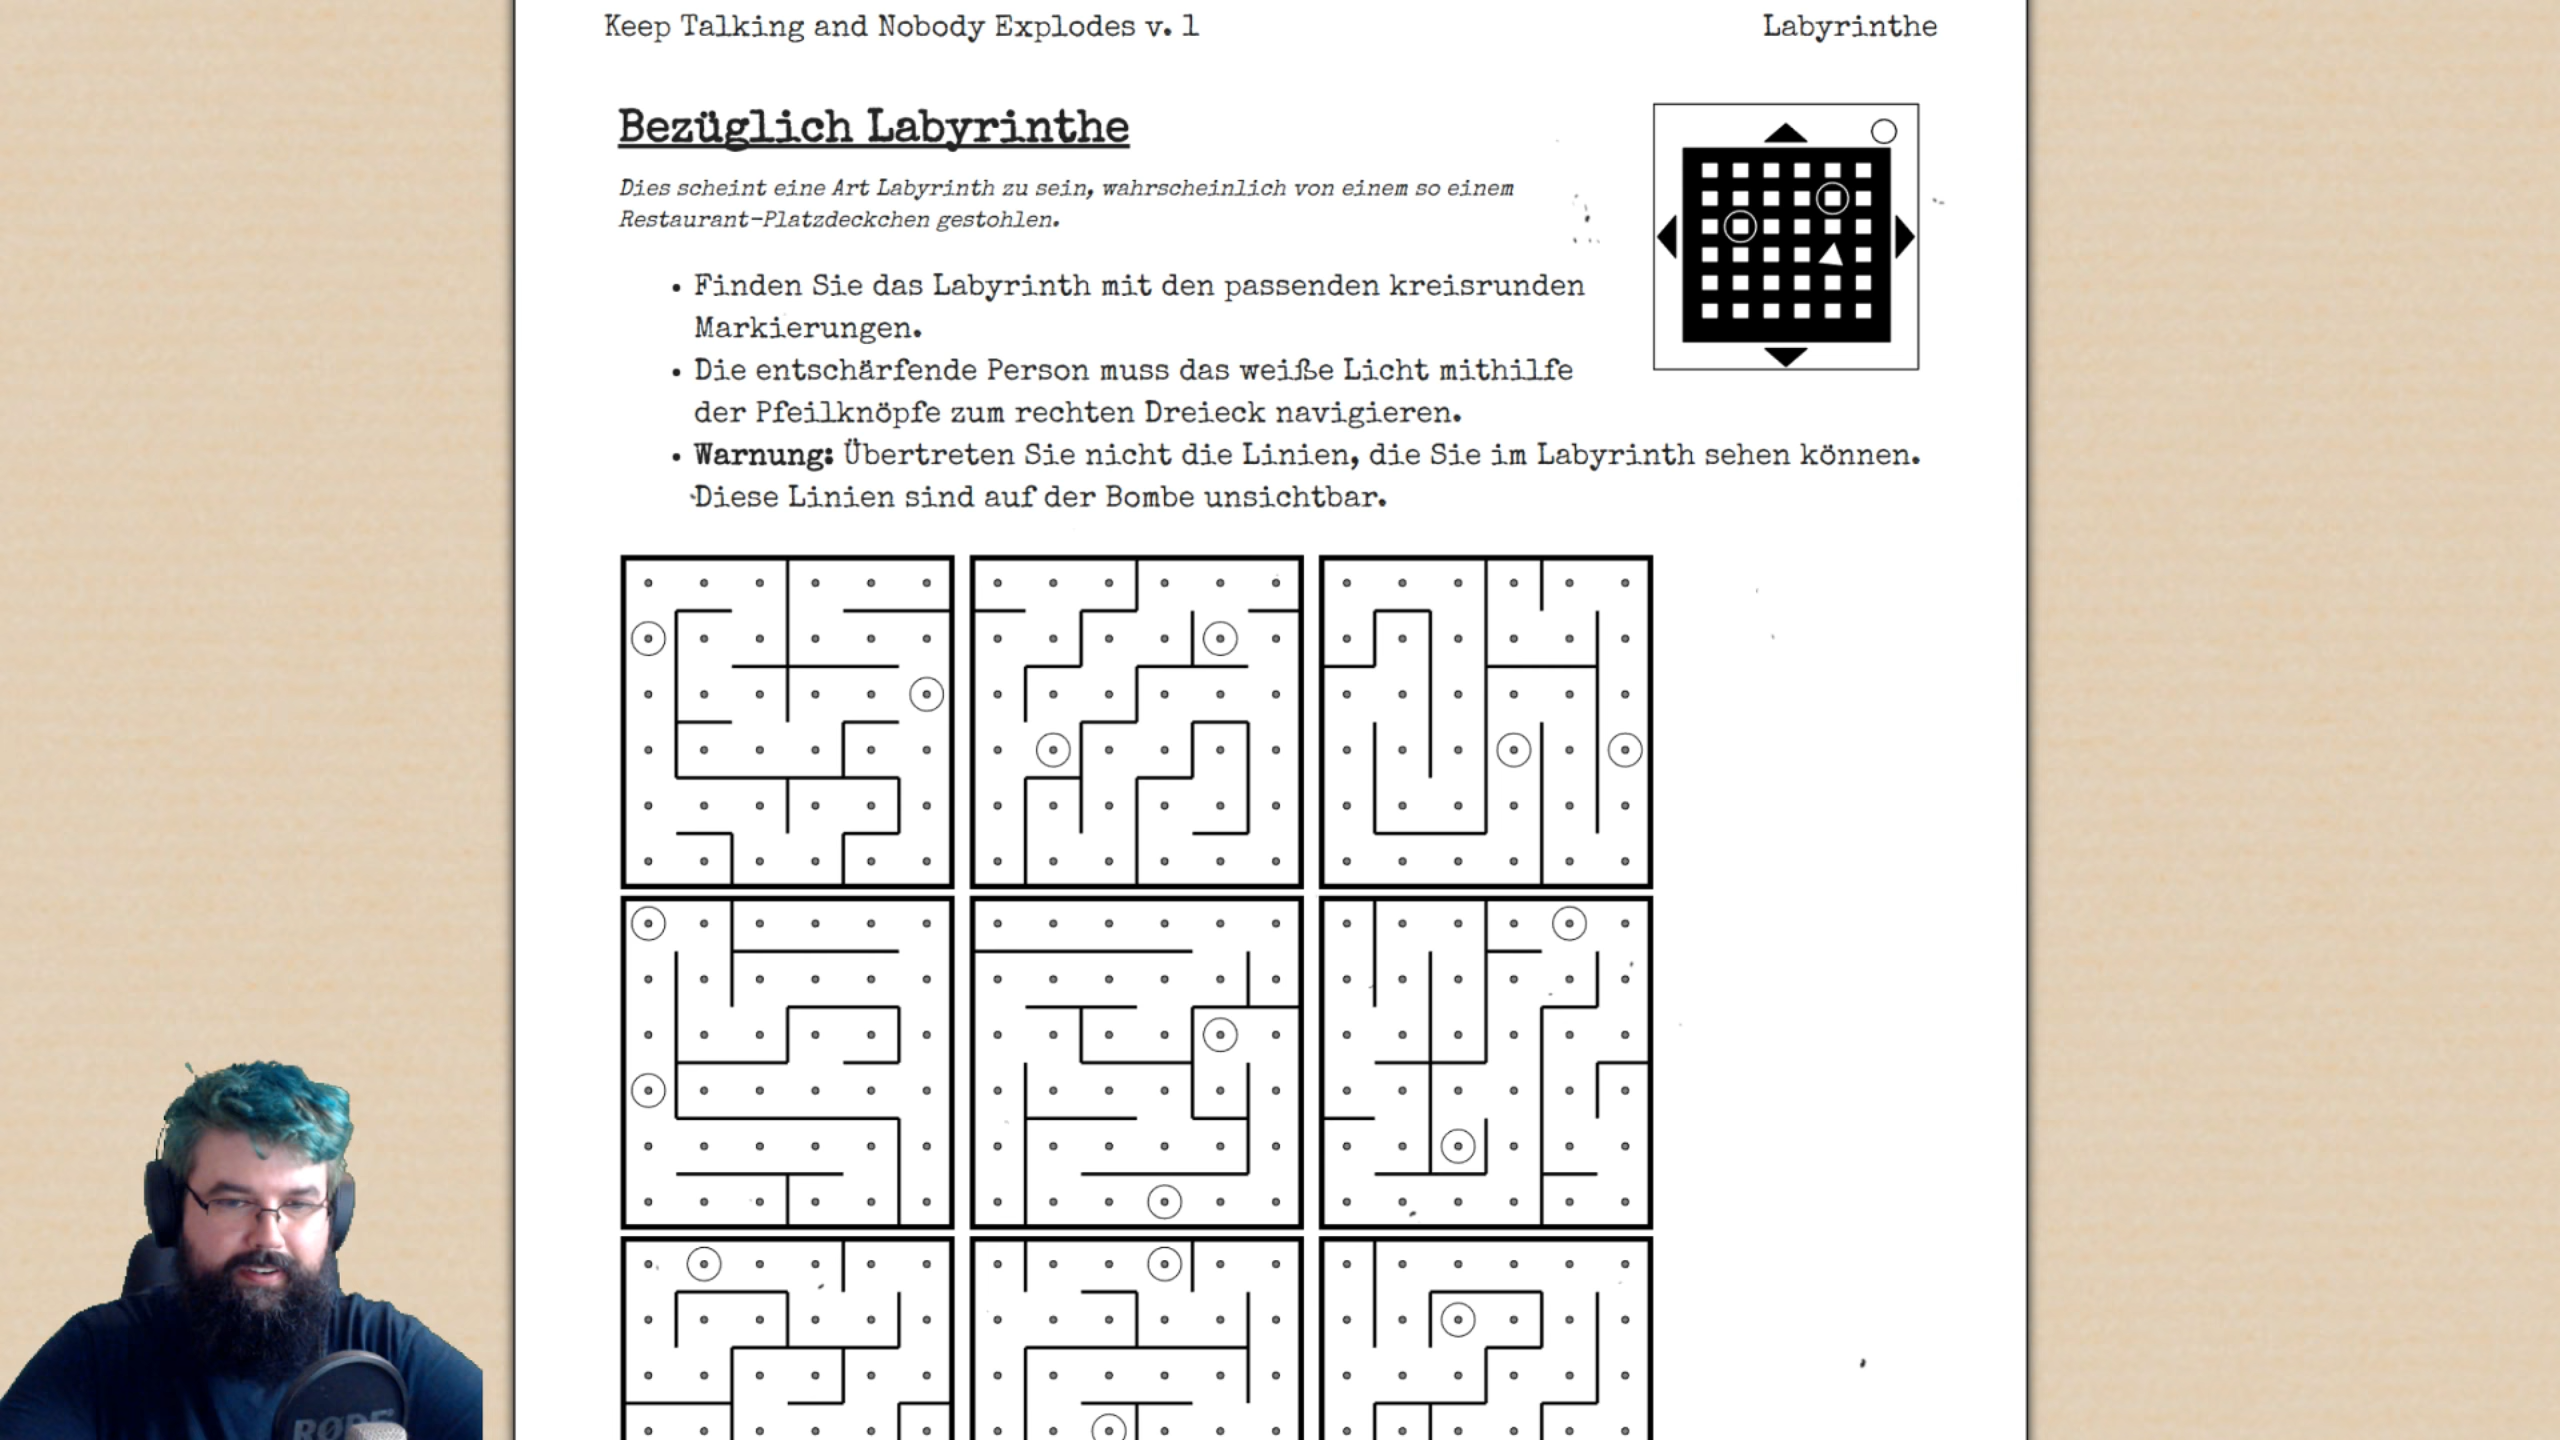 Keep Talking and Nobody Explodes v. 1
Labyrinthe
Bezüglich Labyrinthe
Dies scheint eine Art Labyrinth zu sein, wahrscheinlich von einem so einem
Restaurant-Platzdeckchen gestohlen.
• Finden Sie das Labyrinth mit den passenden kreisrunden
Markierungen.
• Die entschärfende Person muss das weiße Licht mithilfe
der Pfeilknöpfe zum rechten Dreieck navigieren.
• Warnung: Übertreten Sie nicht die Linien, die Sie im Labyrinth sehen können.
Diese Linien sind auf der Bombe unsichtbar.
RØDE